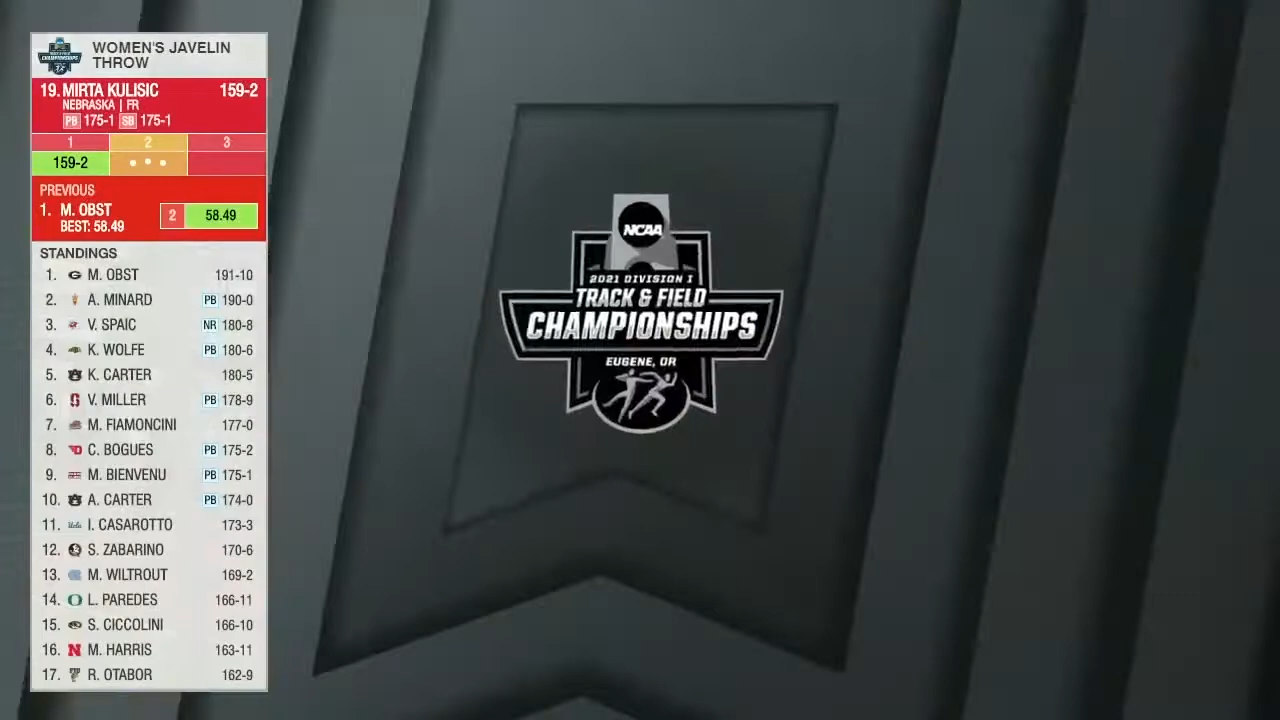 WOMEN'S JAVELIN
THROW
19. MIRTA KULISIC 159-2
NEBRASKA | FR
PB 175-1 SB 175-1
1 2 3
159-2
PREVIOUS
1. M. OBST 2 58.49
BEST: 58.49
STANDINGS
1. M. OBST 191-10
2. A. MINARD PB 190-0
3. V. SPAIC NR 180-8
4. K. WOLFE PB 180-6
5. K. CARTER 180-5
6. V. MILLER PB 178-9
7. M. FIAMONCINI 177-0
8. C. BOGUES PB 175-2
9. M. BIENVENU PB 175-1
10. A. CARTER PB 174-0
11. I. CASAROTTO 173-3
12. S. ZABARINO 170-6
13. M. WILTROUT 169-2
14. L. PAREDES 166-11
15. S. CICCOLINI 166-10
16. M. HARRIS 163-11
17. R. OTABOR 162-9
NCAA
2021 DIVISION I
TRACK & FIELD
CHAMPIONSHIPS
EUGENE, OR